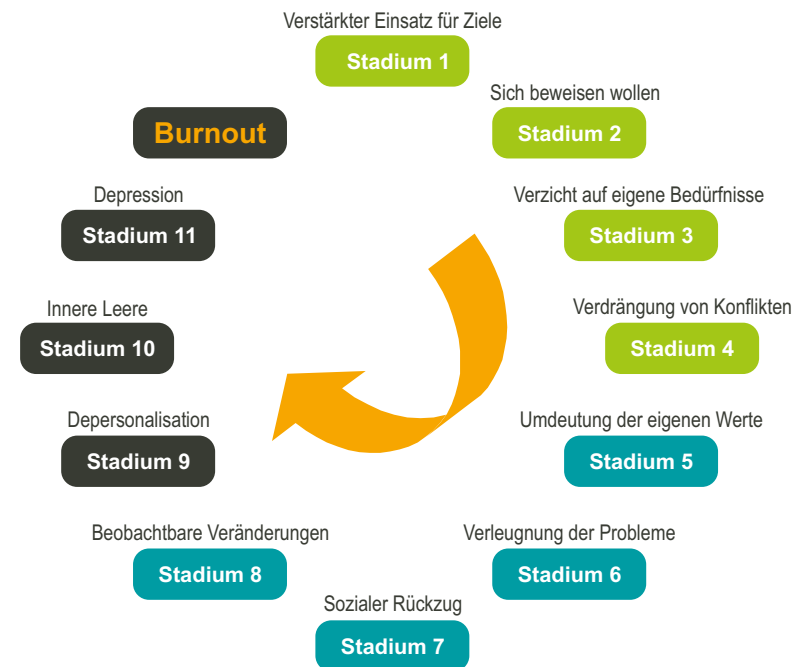 Verstärkter Einsatz für Ziele
Stadium 1
Sich beweisen wollen
Stadium 2
Verzicht auf eigene Bedürfnisse
Stadium 3
Verdrängung von Konflikten
Stadium 4
Umdeutung der eigenen Werte
Stadium 5
Verleugnung der Probleme
Stadium 6
Sozialer Rückzug
Stadium 7
Beobachtbare Veränderungen
Stadium 8
Depersonalisation
Stadium 9
Innere Leere
Stadium 10
Depression
Stadium 11
Burnout